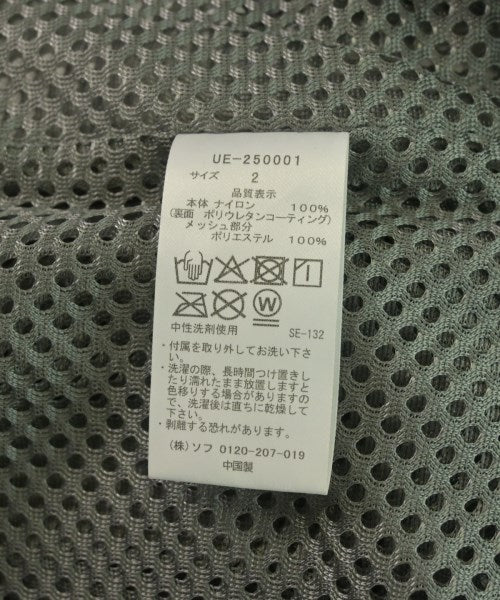 UE-250001
サイズ 2
品質表示
本体 ナイロン 100%
(裏面 ポリウレタンコーティング)
メッシュ部分
ポリエステル 100%
W
中性洗剤使用 SE-132
・付属を取り外してお洗い下さ
い。
・洗濯の際、長時間つけ置きし
たり濡れたまま放置しますと
色移りする場合がありますの
で、洗濯後は直ちに乾燥して
下さい。
・剥離する恐れがあります。
(株)ソフ 0120-207-019
中国製